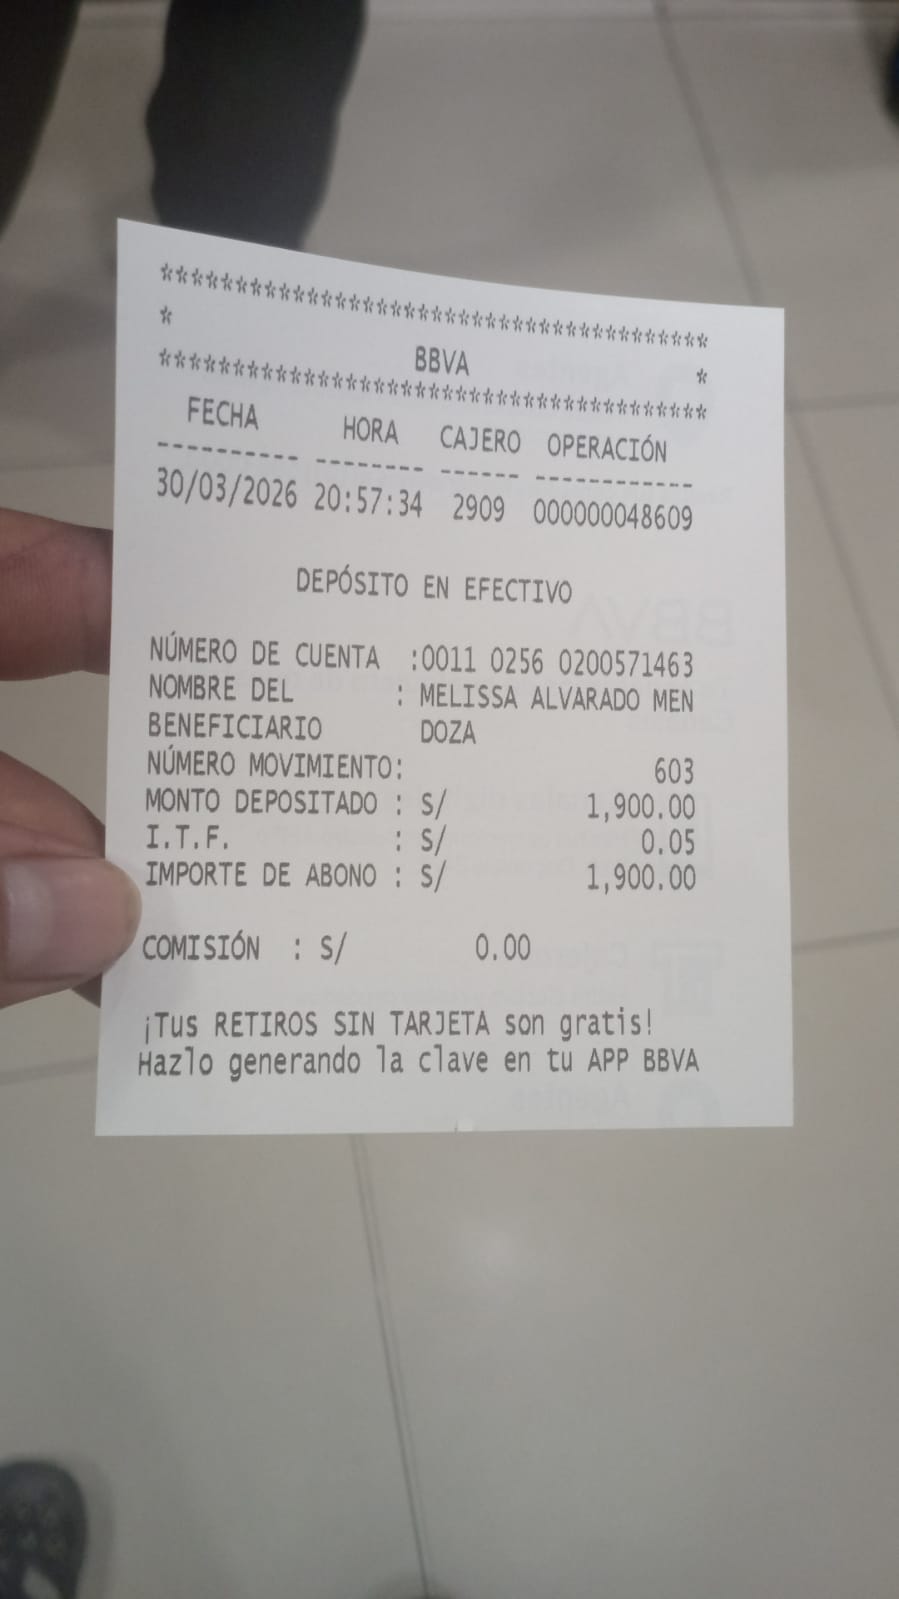 *************************************
*
BBVA *
*************************************
FECHA HORA CAJERO OPERACIÓN
---------- -------- ------ ------------
30/03/2026 20:57:34 2909 000000048609
DEPÓSITO EN EFECTIVO
NÚMERO DE CUENTA :0011 0256 0200571463
NOMBRE DEL : MELISSA ALVARADO MEN
BENEFICIARIO DOZA
NÚMERO MOVIMIENTO: 603
MONTO DEPOSITADO : S/ 1,900.00
I.T.F. : S/ 0.05
IMPORTE DE ABONO : S/ 1,900.00
COMISIÓN : S/ 0.00
¡Tus RETIROS SIN TARJETA son gratis!
Hazlo generando la clave en tu APP BBVA